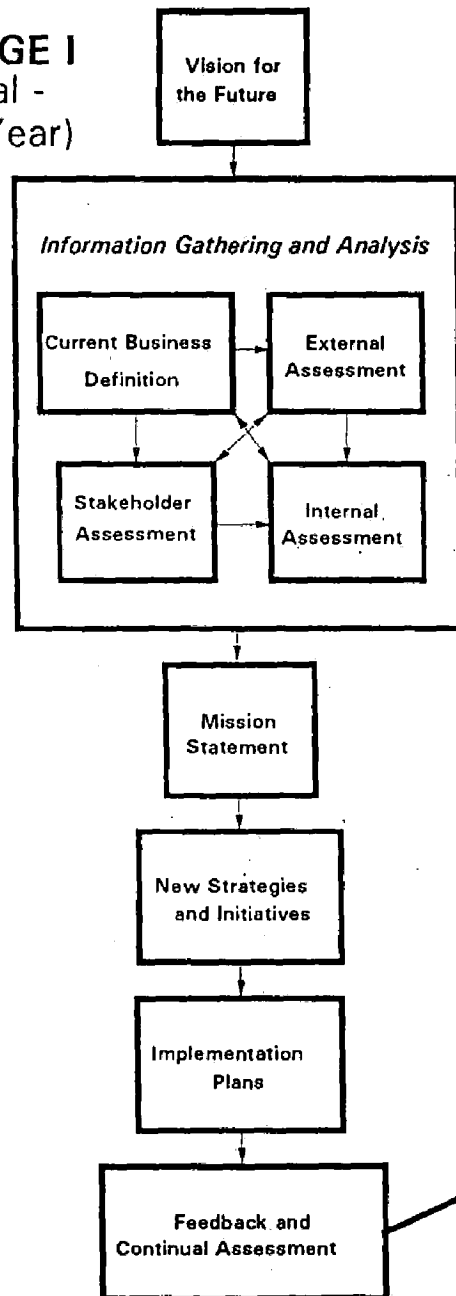 GE I
al -
Year)
Vision for
the Future
Information Gathering and Analysis
Current Business
Definition
External
Assessment
Stakeholder
Assessment
Internal
Assessment
Mission
Statement
New Strategies
and Initiatives
Implementation
Plans
Feedback and
Continual Assessment